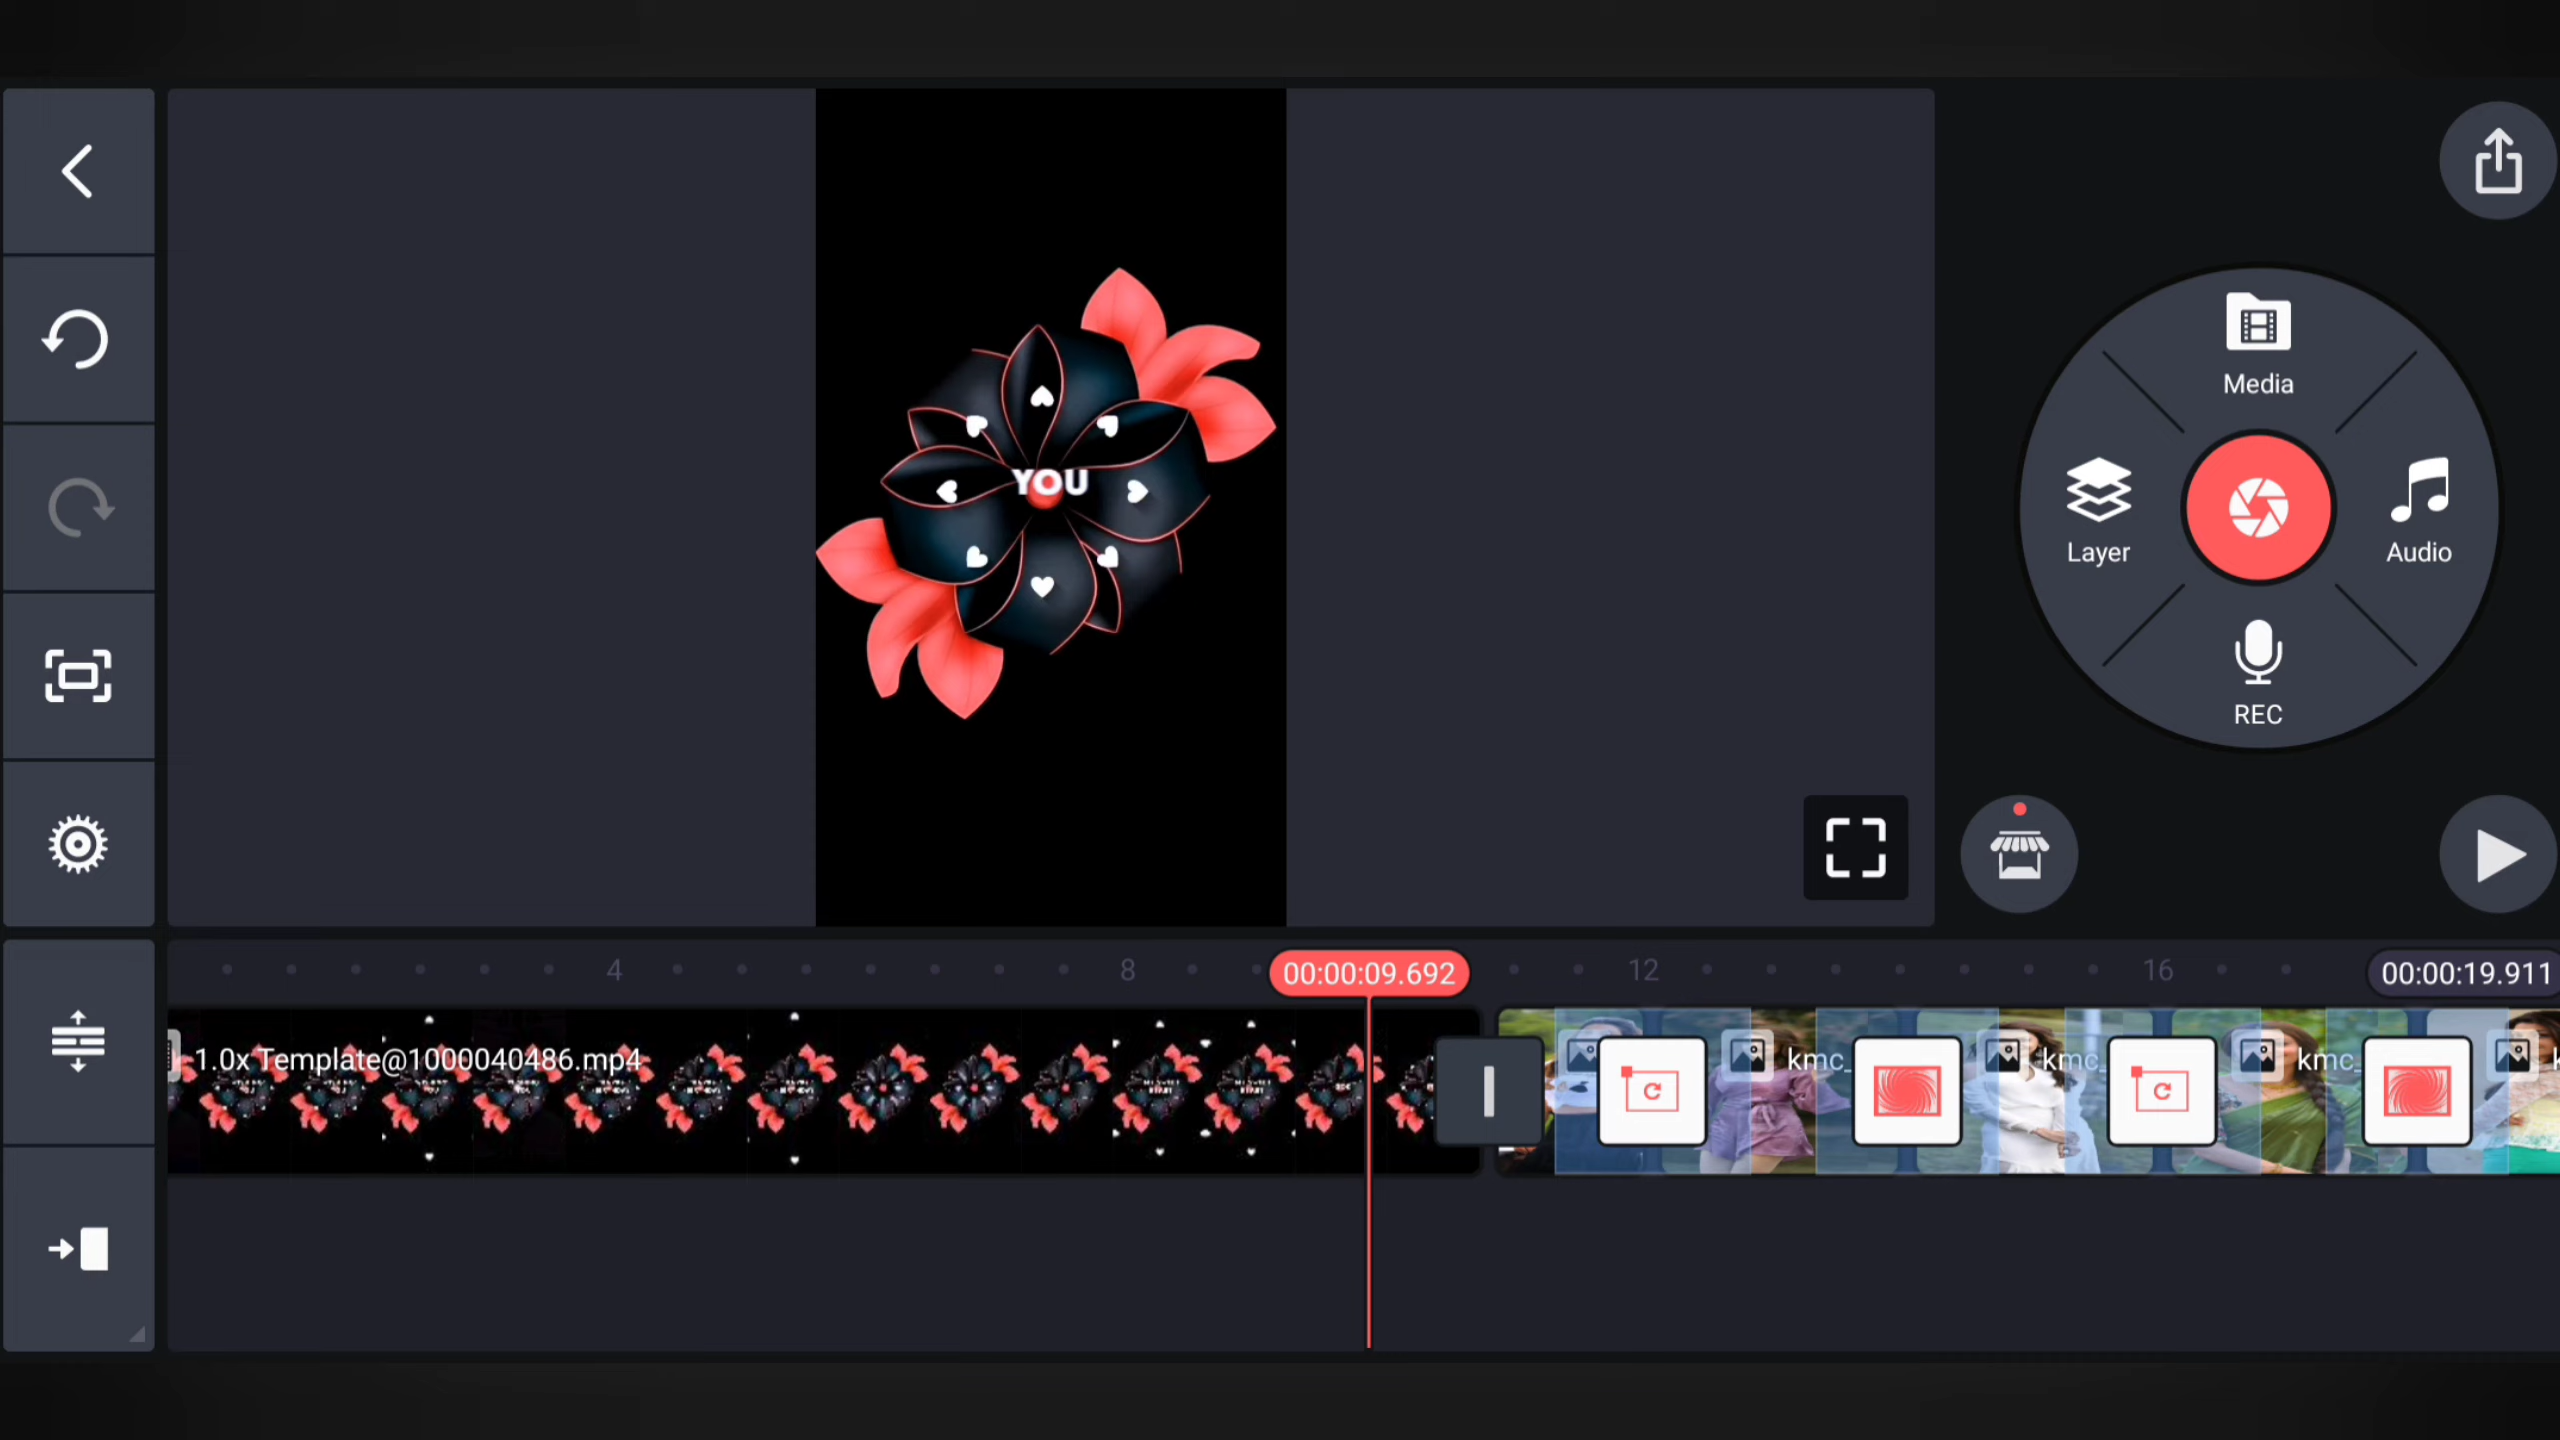 Media
Layer
Audio
REC
YOU
4
8
00:00:09.692
12
16
00:00:19.911
1.0x Template@1000040486.mp4
kmc_
kmc_
kmc_